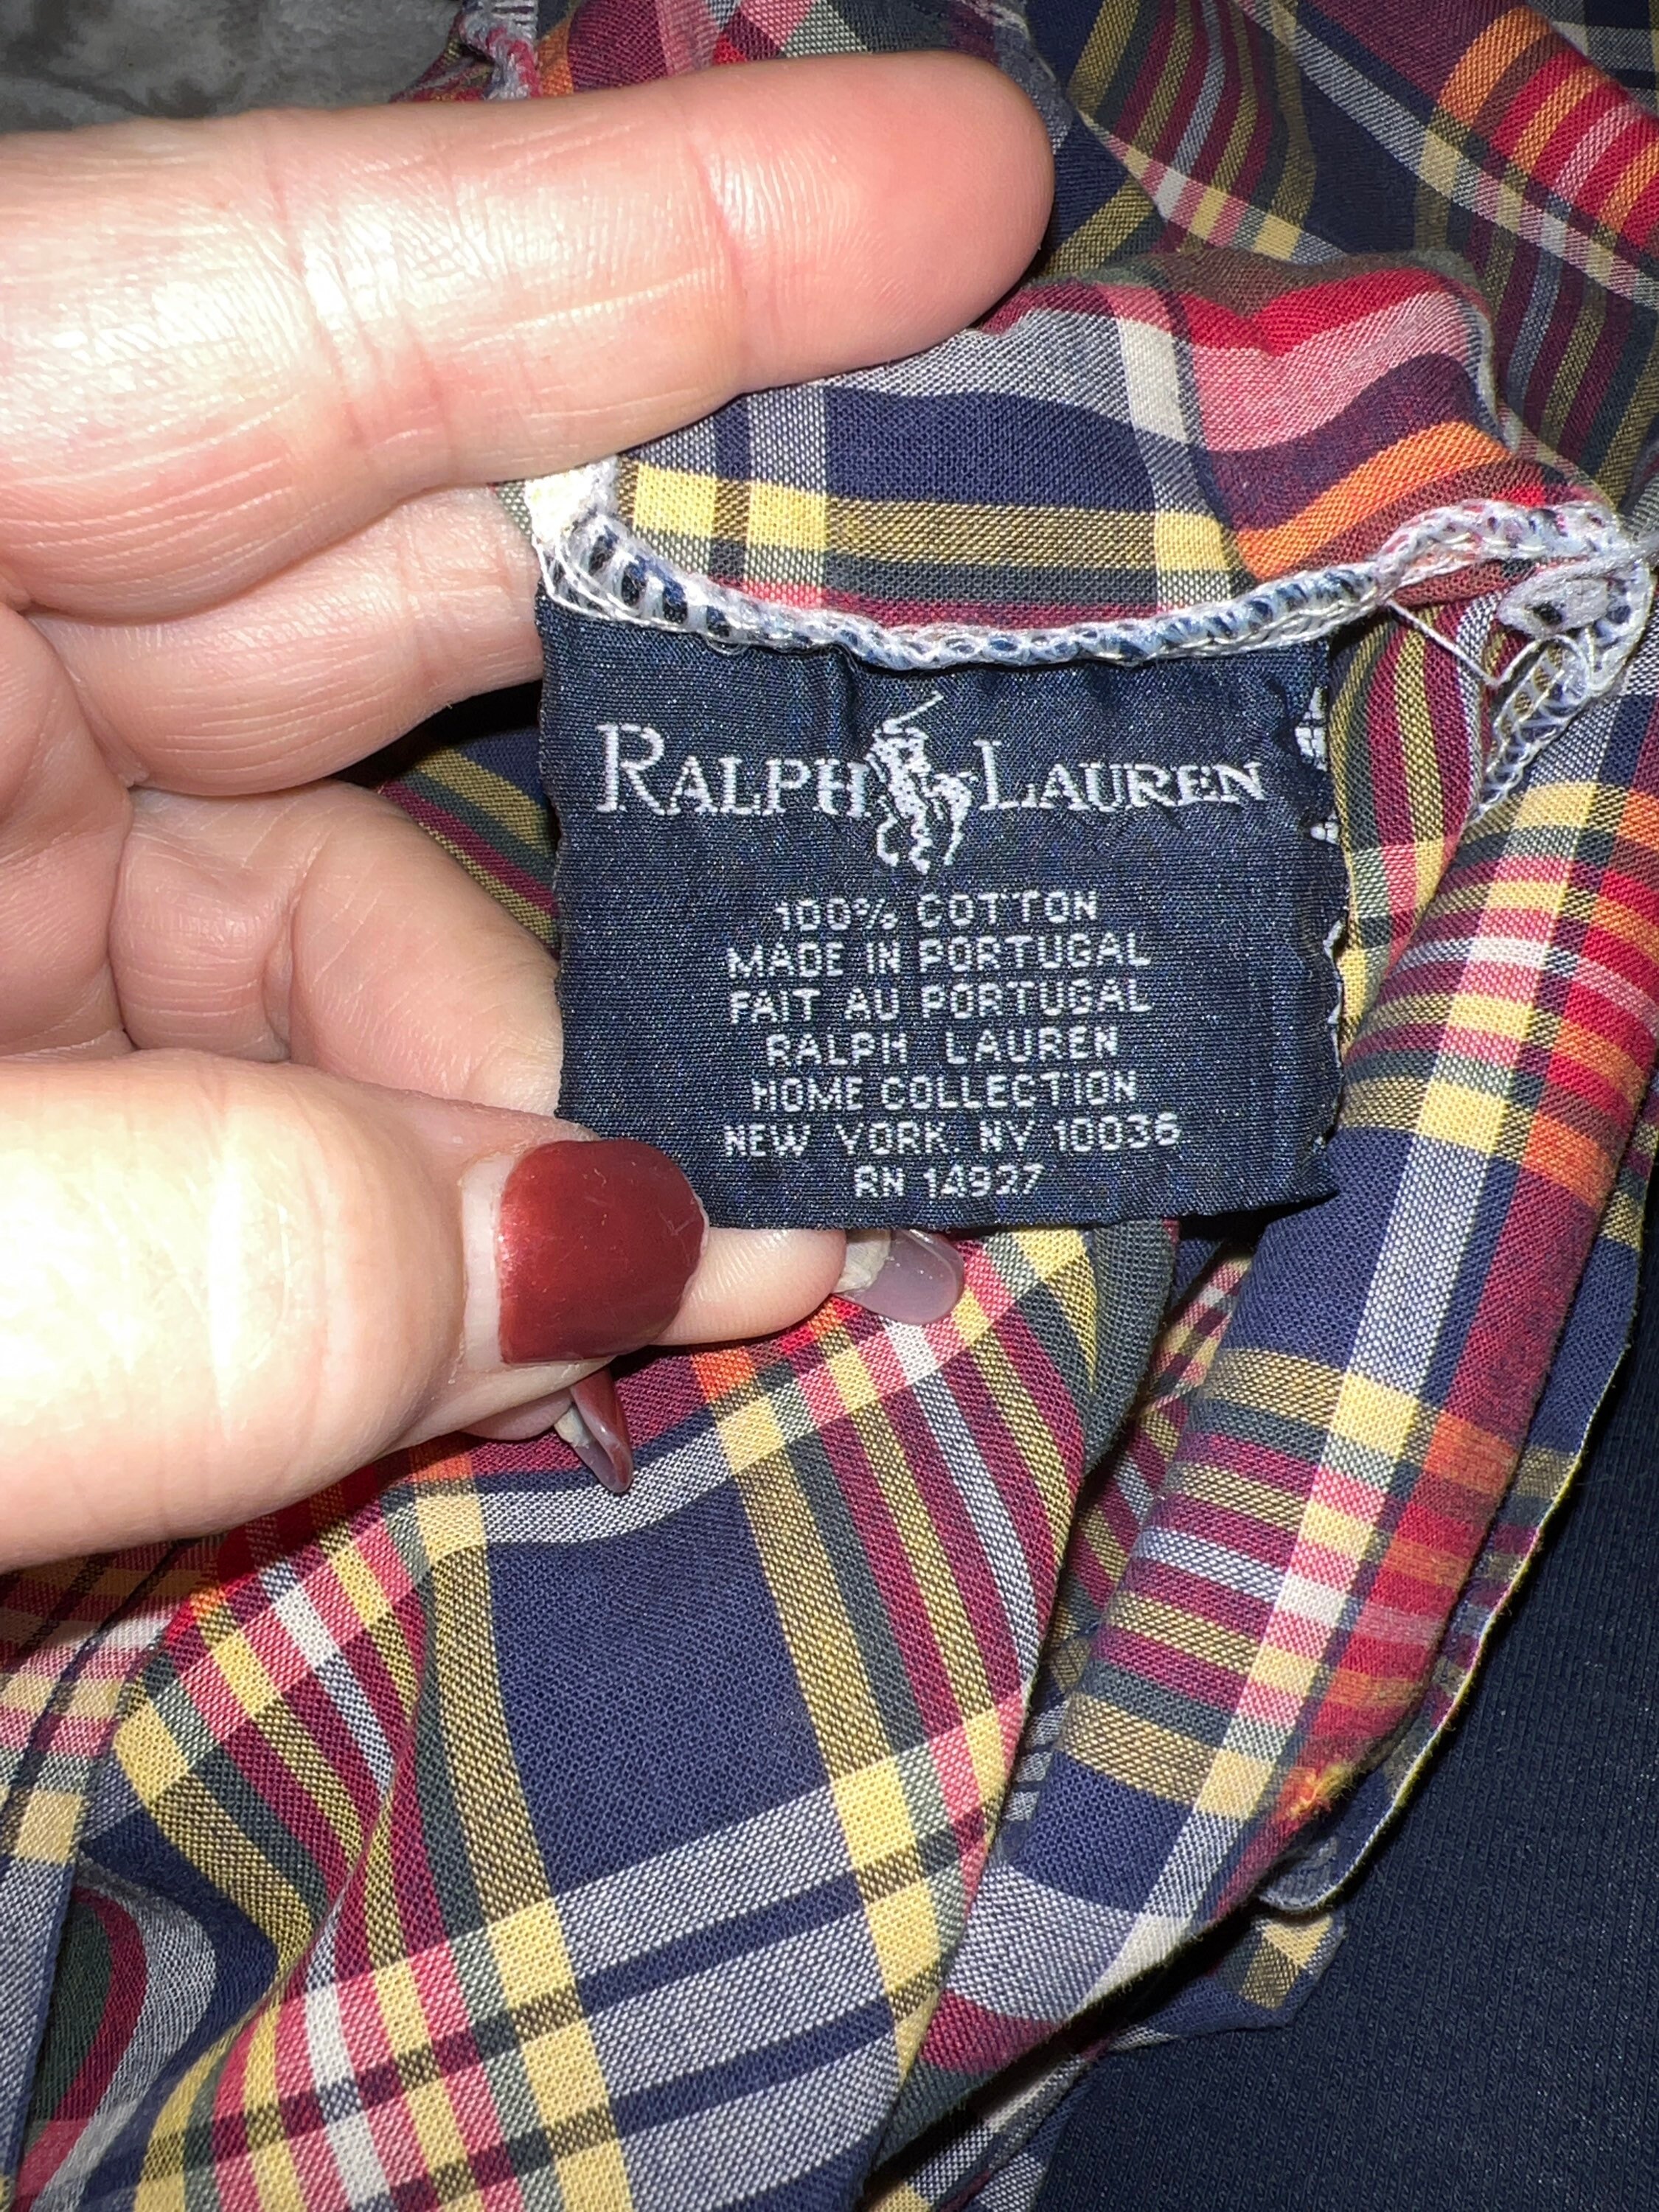 RALPH LAUREN
100% COTTON
MADE IN PORTUGAL
FAIT AU PORTUGAL
RALPH LAUREN
HOME COLLECTION
NEW YORK, NY 10036
RN 14927